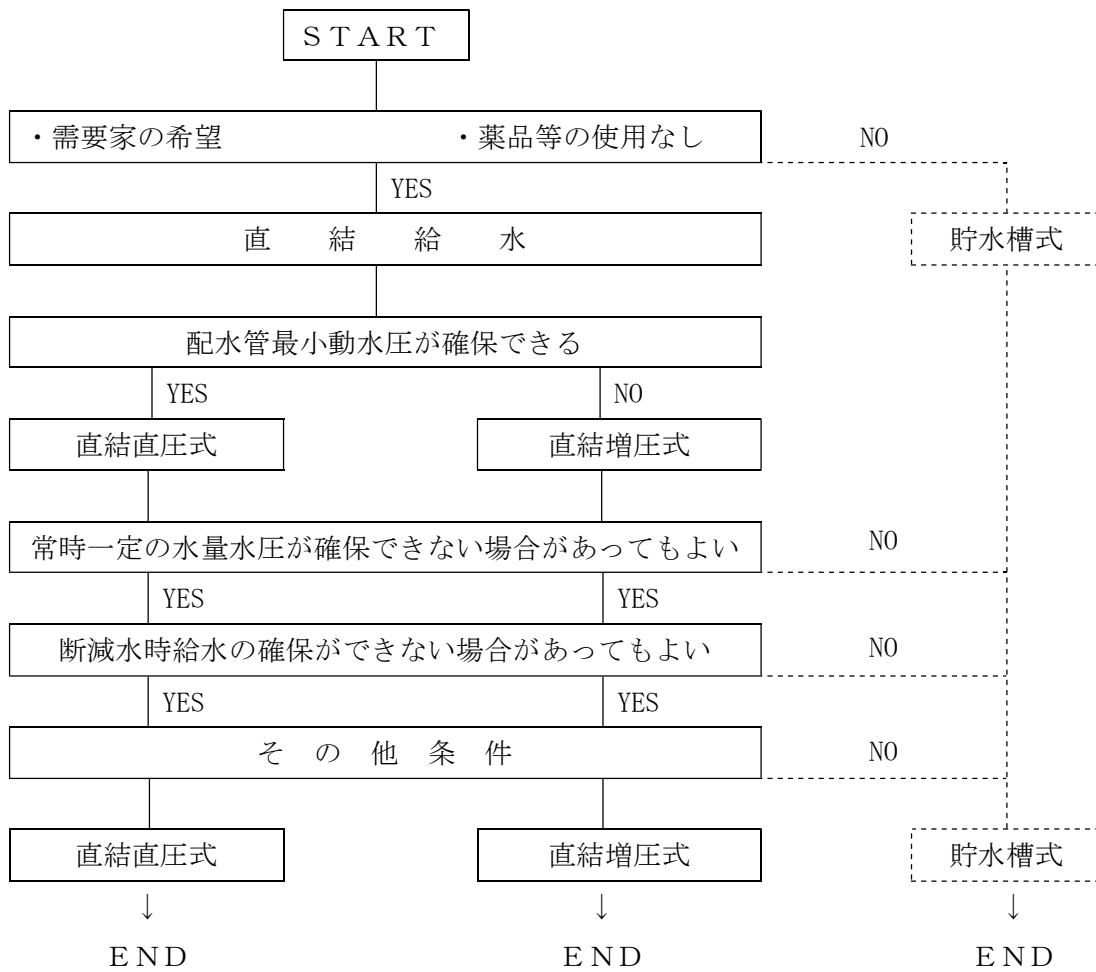 ＳＴＡＲＴ
・需要家の希望　・薬品等の使用なし　NO
YES
直　結　給　水　貯水槽式
配水管最小動水圧が確保できる
YES　NO
直結直圧式　直結増圧式
常時一定の水量水圧が確保できない場合があってもよい　NO
YES　YES
断減水時給水の確保ができない場合があってもよい　NO
YES　YES
そ　の　他　条　件　NO
直結直圧式　直結増圧式　貯水槽式
↓　↓　↓
ＥＮＤ　ＥＮＤ　ＥＮＤ